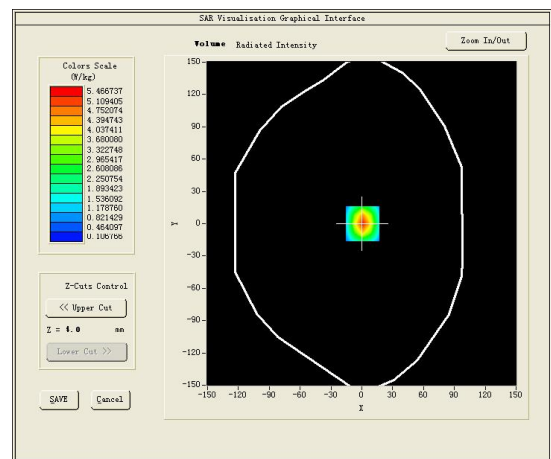 SAR Visualisation Graphical Interface
Volume Radiated Intensity
Zoom In/Out
Colors Scale
(W/kg)
5.466737
5.109405
4.752074
4.394743
4.037411
3.680080
3.322748
2.965417
2.608086
2.250754
1.893423
1.536092
1.178760
0.821429
0.464097
0.106766
Z-Cuts Control
<< Upper Cut
Z = 4.0 mm
Lower Cut >>
SAVE Cancel
150
90
60
30
Y 0
-30
-60
-90
-120
-150
-150 -120 -90 -60 -30 0 30 60 90 120 150
X